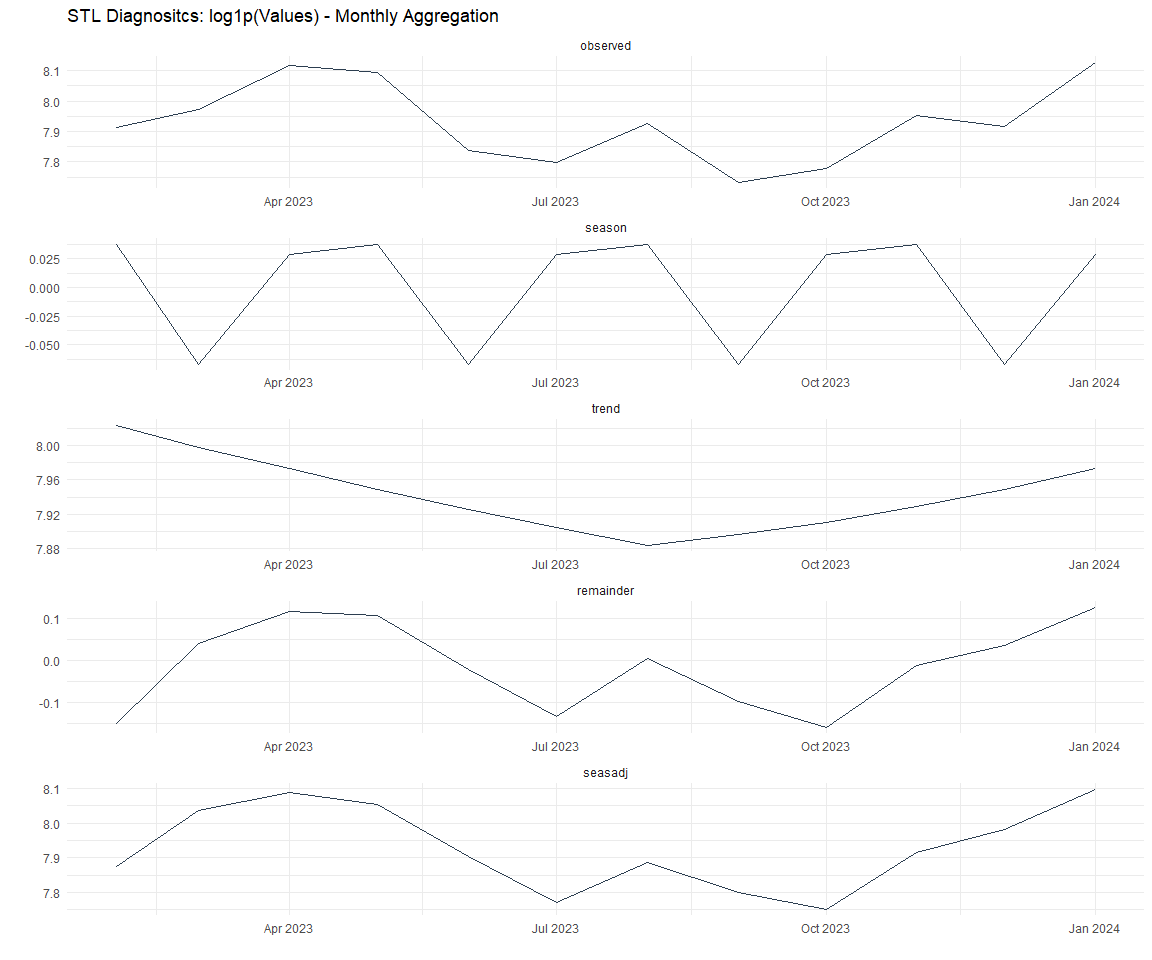 STL Diagnositcs: log1p(Values) - Monthly Aggregation
observed
8.1
8.0
7.9
7.8
Apr 2023 Jul 2023 Oct 2023 Jan 2024
season
0.025
0.000
-0.025
-0.050
Apr 2023 Jul 2023 Oct 2023 Jan 2024
trend
8.00
7.96
7.92
7.88
Apr 2023 Jul 2023 Oct 2023 Jan 2024
remainder
0.1
0.0
-0.1
Apr 2023 Jul 2023 Oct 2023 Jan 2024
seasadj
8.1
8.0
7.9
7.8
Apr 2023 Jul 2023 Oct 2023 Jan 2024